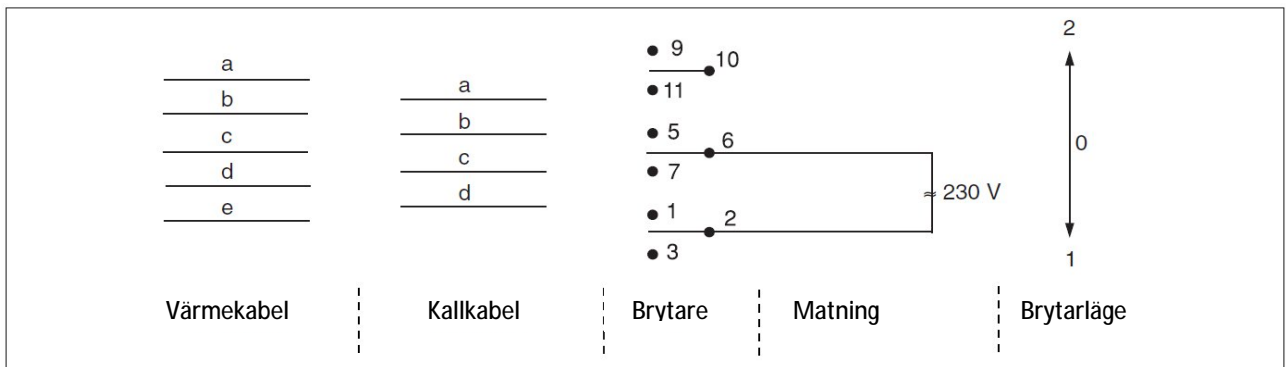 a
b
c
d
e
a
b
c
d
9
10
11
5
6
7
1
2
3
≈ 230 V
2
0
1
Värmekabel
Kallkabel
Brytare
Matning
Brytarläge